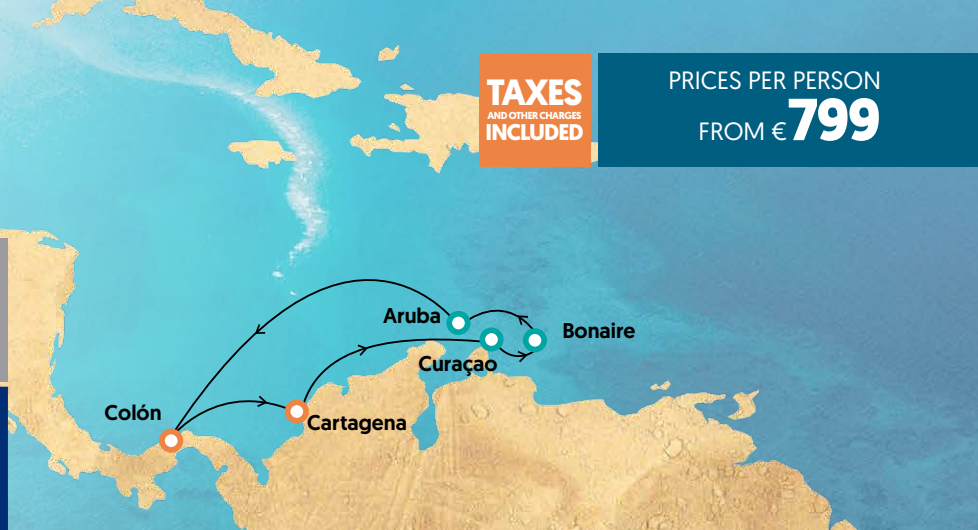 TAXES
AND OTHER CHARGES
INCLUDED
PRICES PER PERSON
FROM €799
Aruba
Bonaire
Curaçao
Colón
Cartagena